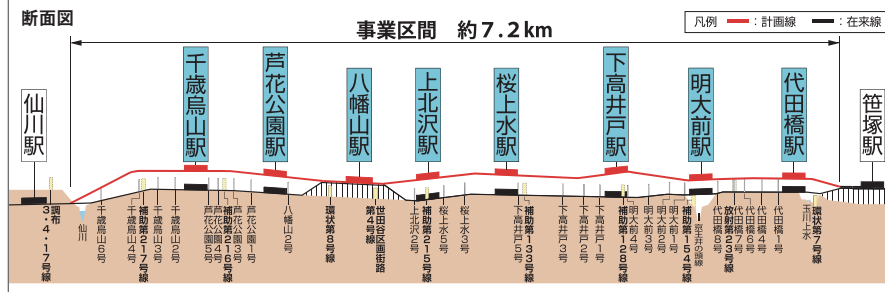 断面図
事業区間 約7.2km
凡例 :計画線 :在来線
仙川駅
千歳烏山駅
芦花公園駅
八幡山駅
上北沢駅
桜上水駅
下高井戸駅
明大前駅
代田橋駅
笹塚駅
調布3・4・17号線
仙川
千歳烏山6号
千歳烏山4号
補助第217号線
千歳烏山3号
千歳烏山2号
芦花公園5号
芦花公園4号
補助第216号線
芦花公園3号
芦花公園1号
八幡山2号
環状第8号線
世田谷区画街路第4号線
上北沢2号
補助第215号線
桜上水5号
桜上水3号
下高井戸5号
補助第133号線
下高井戸3号
下高井戸2号
下高井戸1号
補助第128号線
明大前4号
明大前3号
明大前2号
明大前1号
補助第154号線
京王井の頭線
代田橋8号
放射第23号線
代田橋7号
代田橋6号
代田橋4号
代田橋1号
玉川上水
環状第7号線